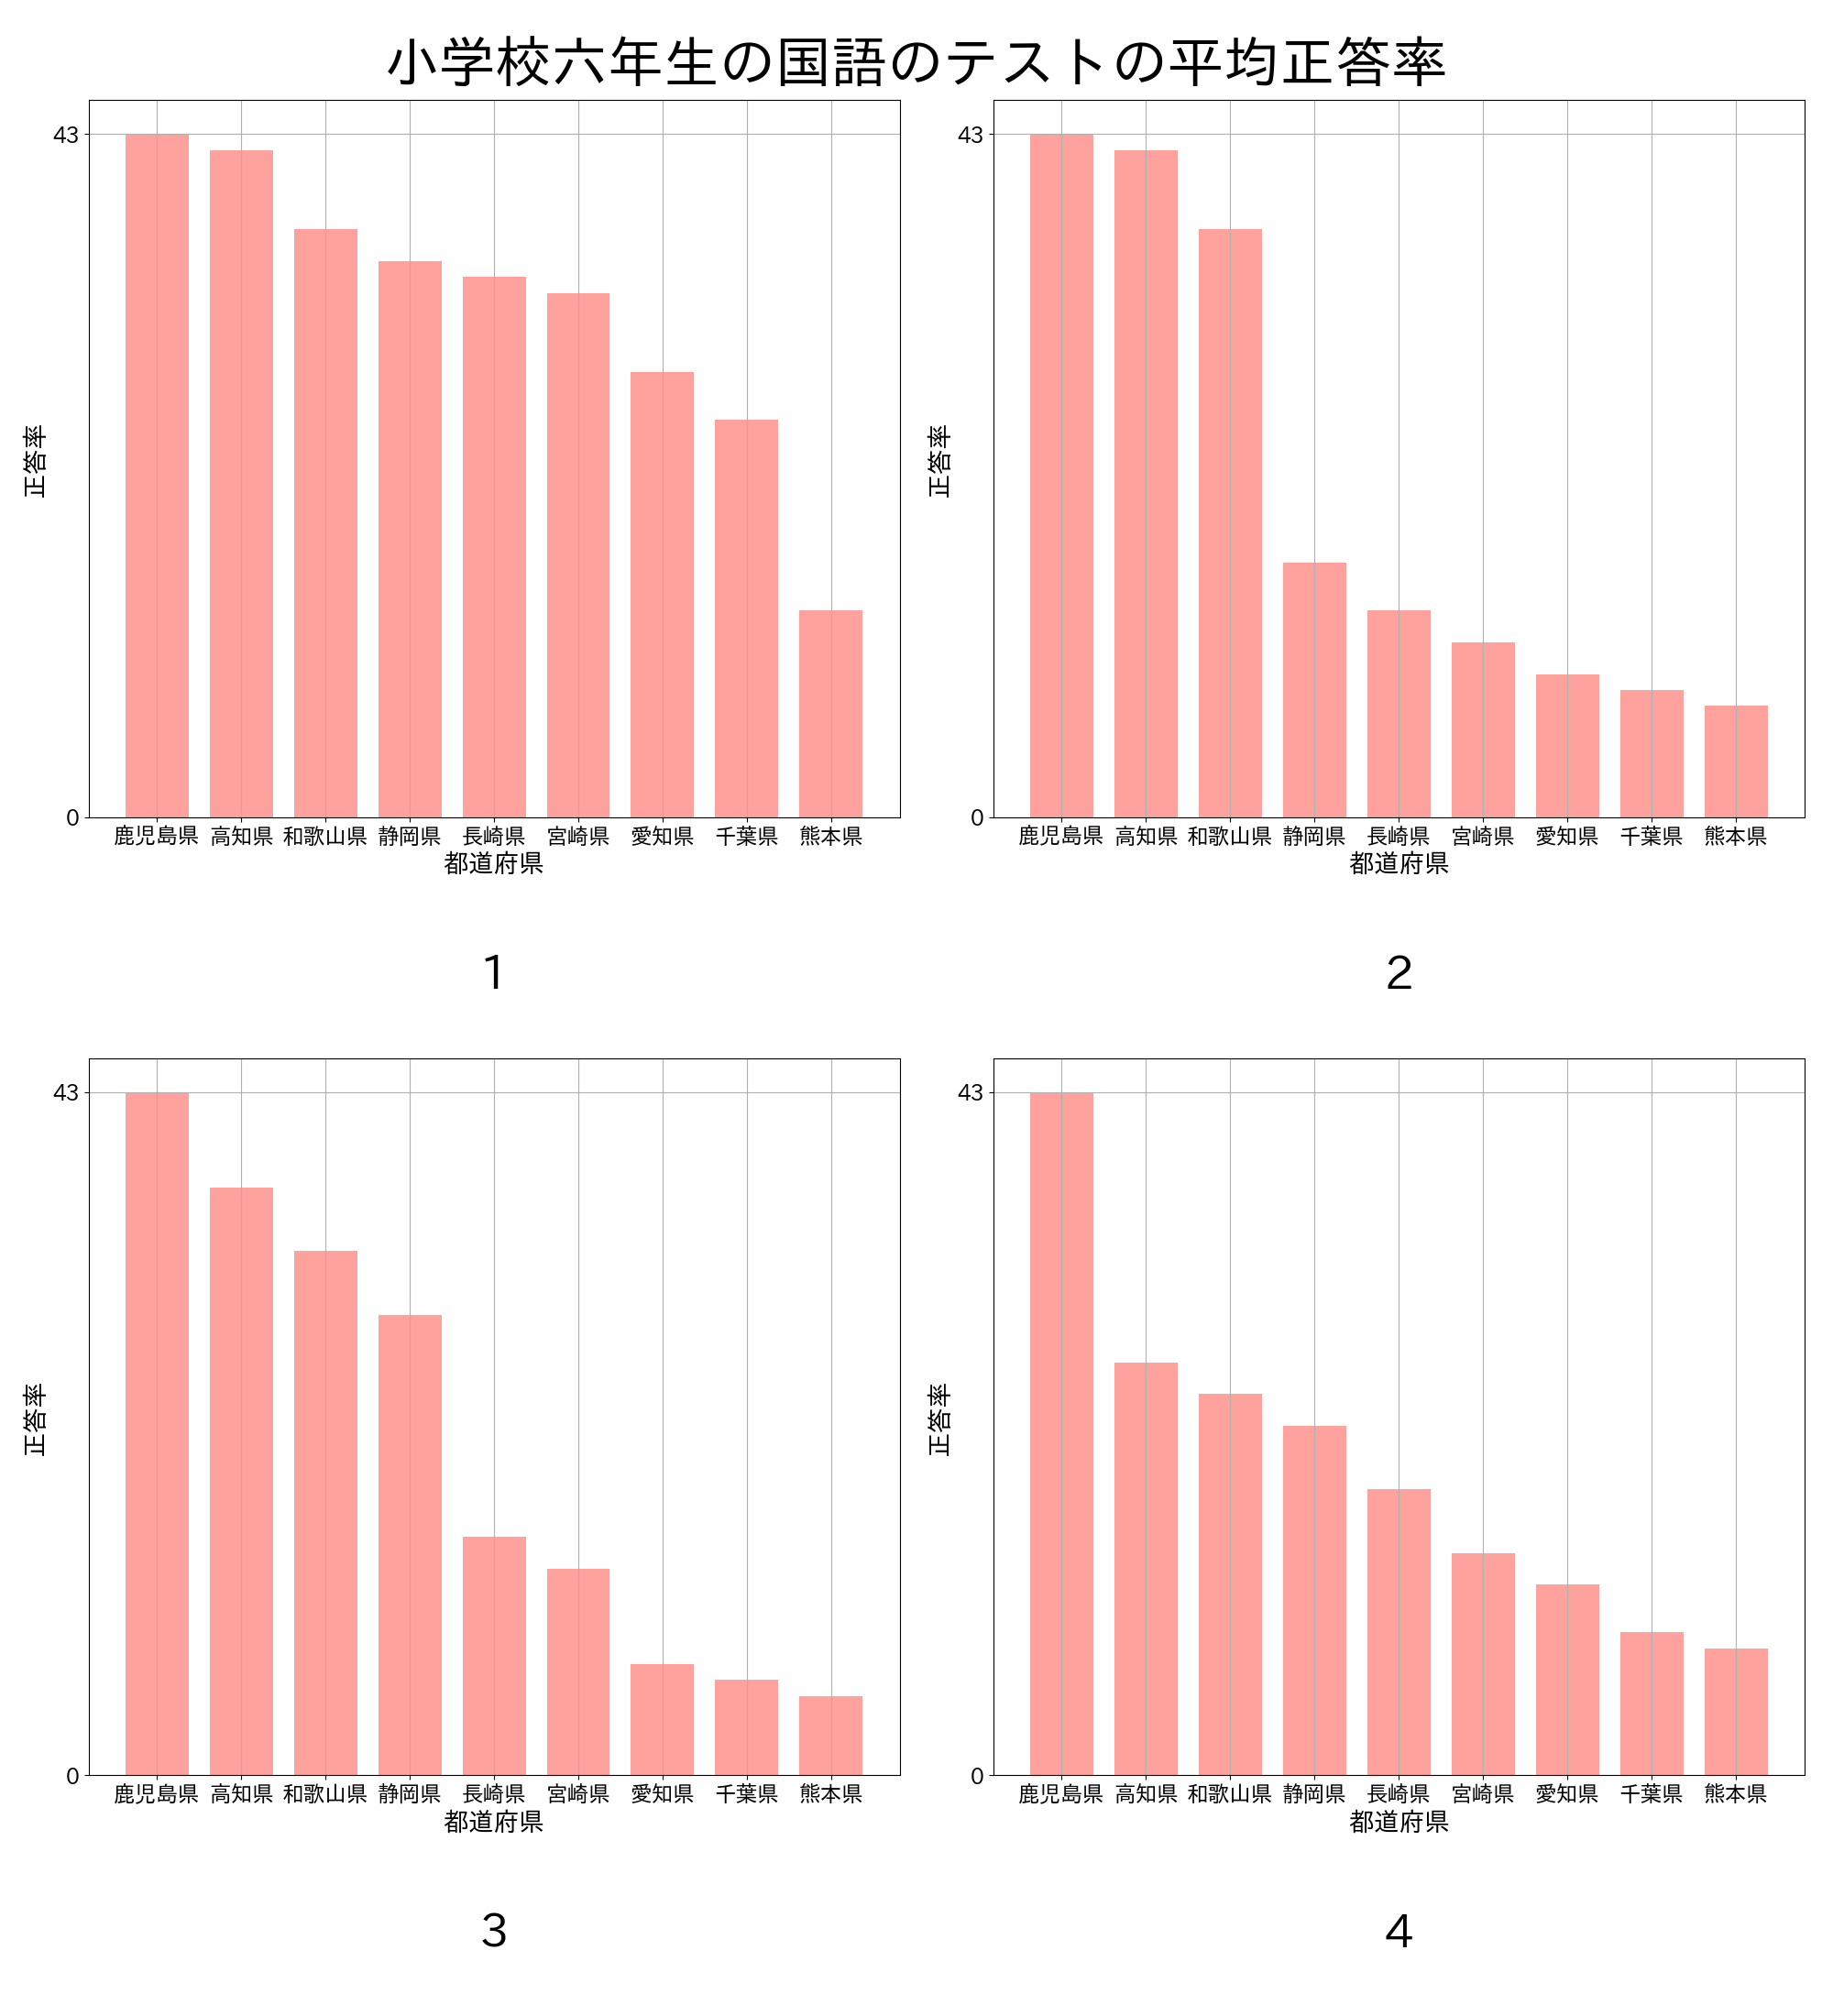 小学校六年生の国語のテストの平均正答率
43
0
正答率
鹿児島県 高知県 和歌山県 静岡県 長崎県 宮崎県 愛知県 千葉県 熊本県
都道府県
1
43
0
正答率
鹿児島県 高知県 和歌山県 静岡県 長崎県 宮崎県 愛知県 千葉県 熊本県
都道府県
2
43
0
正答率
鹿児島県 高知県 和歌山県 静岡県 長崎県 宮崎県 愛知県 千葉県 熊本県
都道府県
3
43
0
正答率
鹿児島県 高知県 和歌山県 静岡県 長崎県 宮崎県 愛知県 千葉県 熊本県
都道府県
4